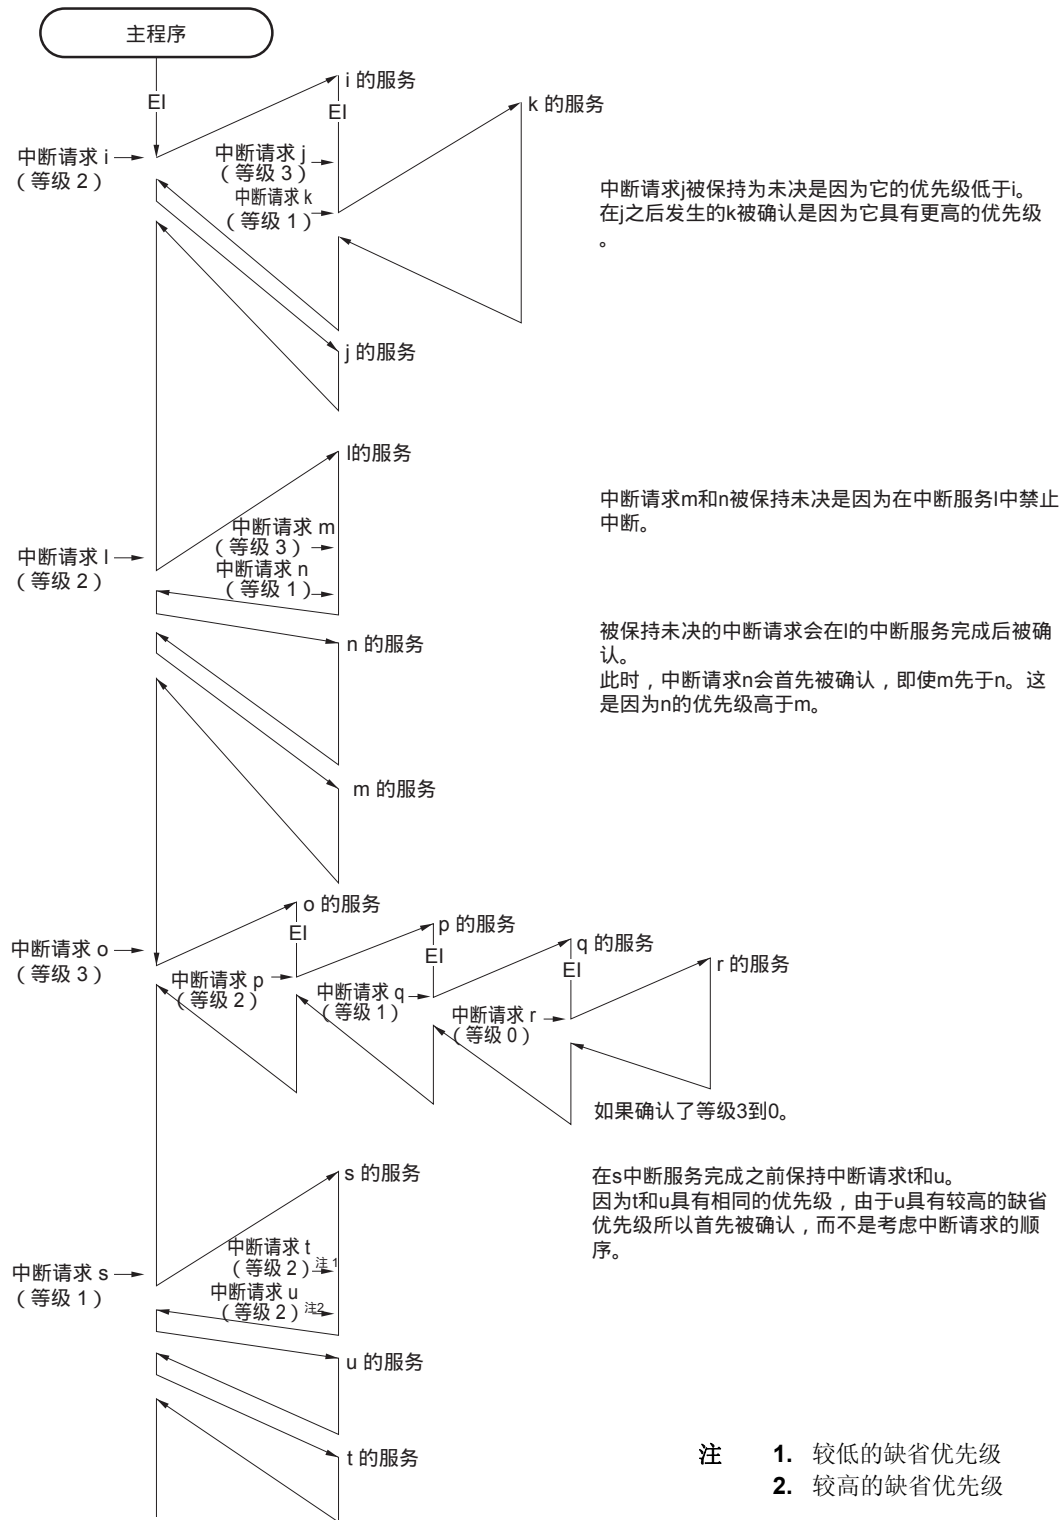 主程序
EI
i 的服务
EI
k 的服务
中断请求 i
（等级 2）
中断请求 j
（等级 3）
中断请求 k
（等级 1）
中断请求j被保持为未决是因为它的优先级低于i。
在j之后发生的k被确认是因为它具有更高的优先级
。
j 的服务
l的服务
中断请求 l
（等级 2）
中断请求 m
（等级 3）
中断请求 n
（等级 1）
中断请求m和n被保持未决是因为在中断服务l中禁止
中断。
n 的服务
被保持未决的中断请求会在l的中断服务完成后被确
认。
此时，中断请求n会首先被确认，即使m先于n。这
是因为n的优先级高于m。
m 的服务
o 的服务
EI
p 的服务
EI
q 的服务
EI
r 的服务
中断请求 o
（等级 3）
中断请求 p
（等级 2）
中断请求 q
（等级 1）
中断请求 r
（等级 0）
如果确认了等级3到0。
s 的服务
在s中断服务完成之前保持中断请求t和u。
因为t和u具有相同的优先级，由于u具有较高的缺省
优先级所以首先被确认，而不是考虑中断请求的顺
序。
中断请求 s
（等级 1）
中断请求 t
（等级 2）注 1
中断请求 u
（等级 2）注2
u 的服务
t 的服务
注 1. 较低的缺省优先级
2. 较高的缺省优先级